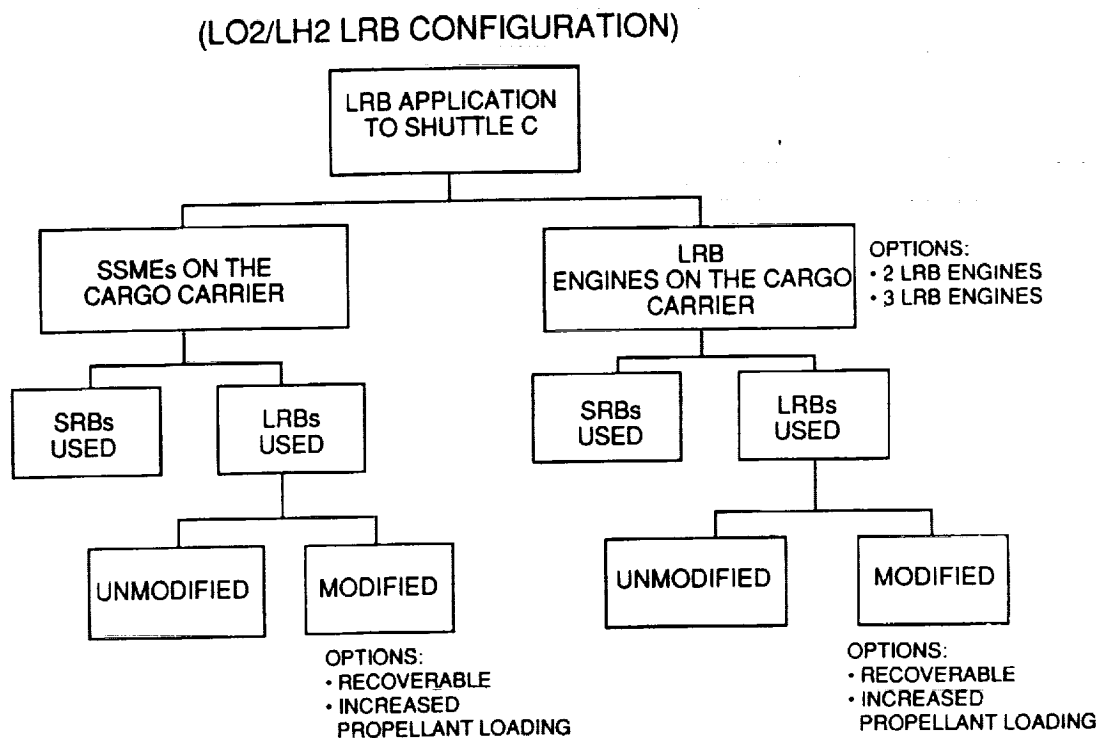 (LO2/LH2 LRB CONFIGURATION)
LRB APPLICATION
TO SHUTTLE C
SSMEs ON THE
CARGO CARRIER
LRB
ENGINES ON THE CARGO
CARRIER
OPTIONS:
• 2 LRB ENGINES
• 3 LRB ENGINES
SRBs
USED
LRBs
USED
SRBs
USED
LRBs
USED
UNMODIFIED
MODIFIED
UNMODIFIED
MODIFIED
OPTIONS:
• RECOVERABLE
• INCREASED
PROPELLANT LOADING
OPTIONS:
• RECOVERABLE
• INCREASED
PROPELLANT LOADING